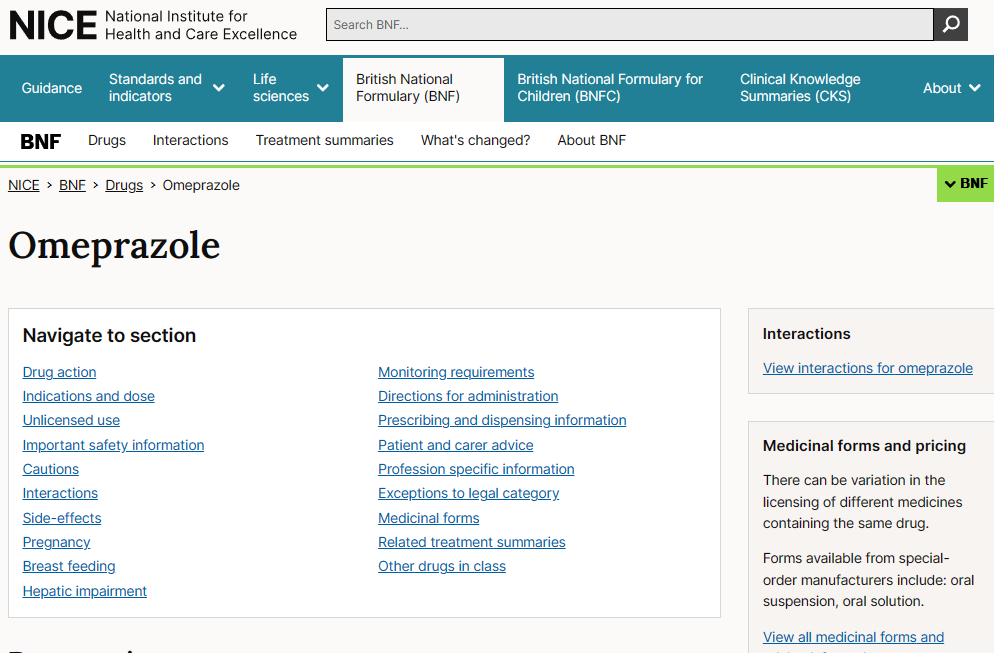 NICE National Institute for
Health and Care Excellence
Search BNF...
Guidance
Standards and
indicators
Life
sciences
British National
Formulary (BNF)
British National Formulary for
Children (BNFC)
Clinical Knowledge
Summaries (CKS)
About
BNF Drugs Interactions Treatment summaries What's changed? About BNF
NICE > BNF > Drugs > Omeprazole
BNF
Omeprazole
Navigate to section
Drug action
Indications and dose
Unlicensed use
Important safety information
Cautions
Interactions
Side-effects
Pregnancy
Breast feeding
Hepatic impairment
Monitoring requirements
Directions for administration
Prescribing and dispensing information
Patient and carer advice
Profession specific information
Exceptions to legal category
Medicinal forms
Related treatment summaries
Other drugs in class
Interactions
View interactions for omeprazole
Medicinal forms and pricing
There can be variation in the
licensing of different medicines
containing the same drug.
Forms available from special-
order manufacturers include: oral
suspension, oral solution.
View all medicinal forms and